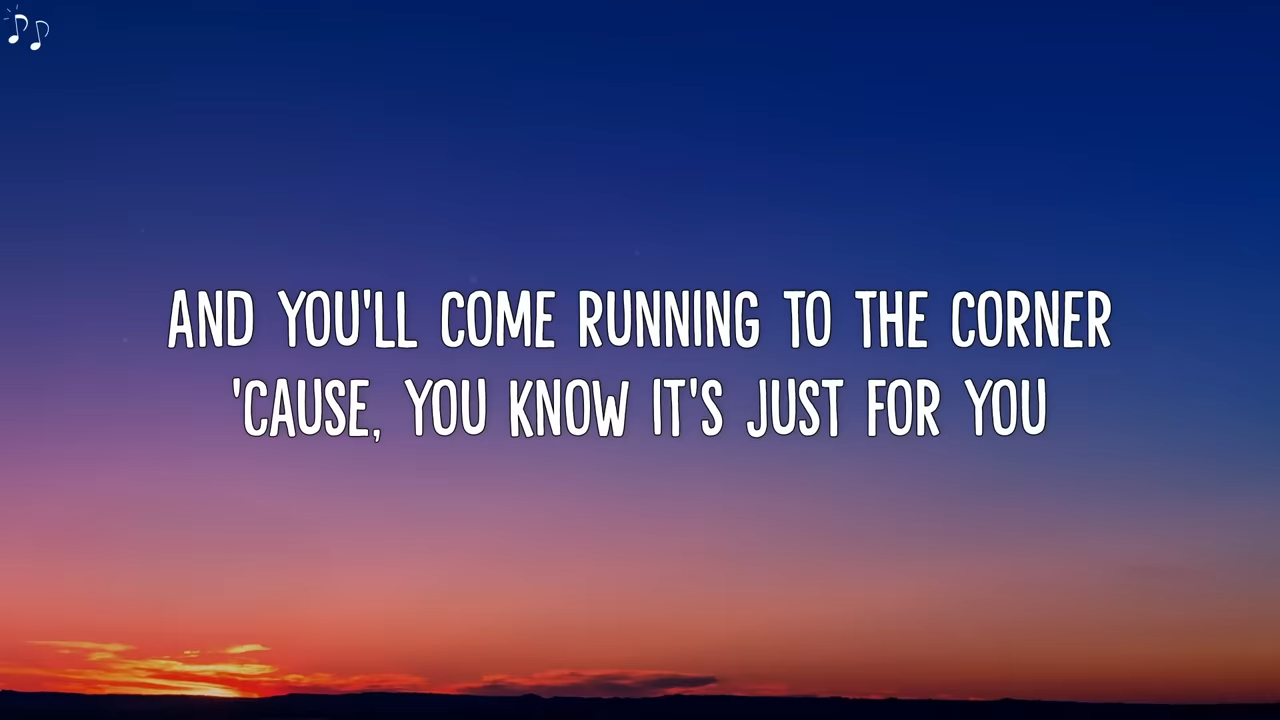 AND YOU'LL COME RUNNING TO THE CORNER
'CAUSE, YOU KNOW IT'S JUST FOR YOU